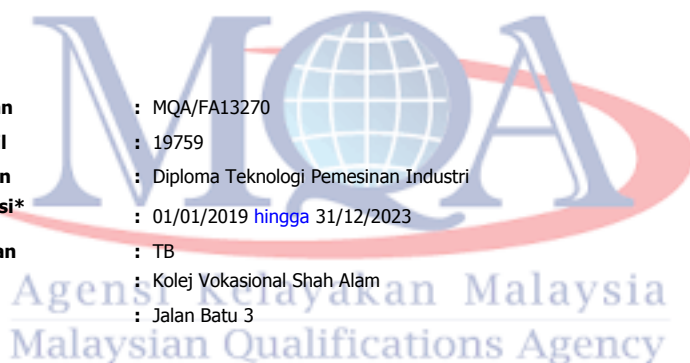 MQA
an : MQA/FA13270
l : 19759
n : Diploma Teknologi Pemesinan Industri
si*
: 01/01/2019 hingga 31/12/2023
an : TB
: Kolej Vokasional Shah Alam
: Jalan Batu 3
Agensi Kelayakan Malaysia
Malaysian Qualifications Agency